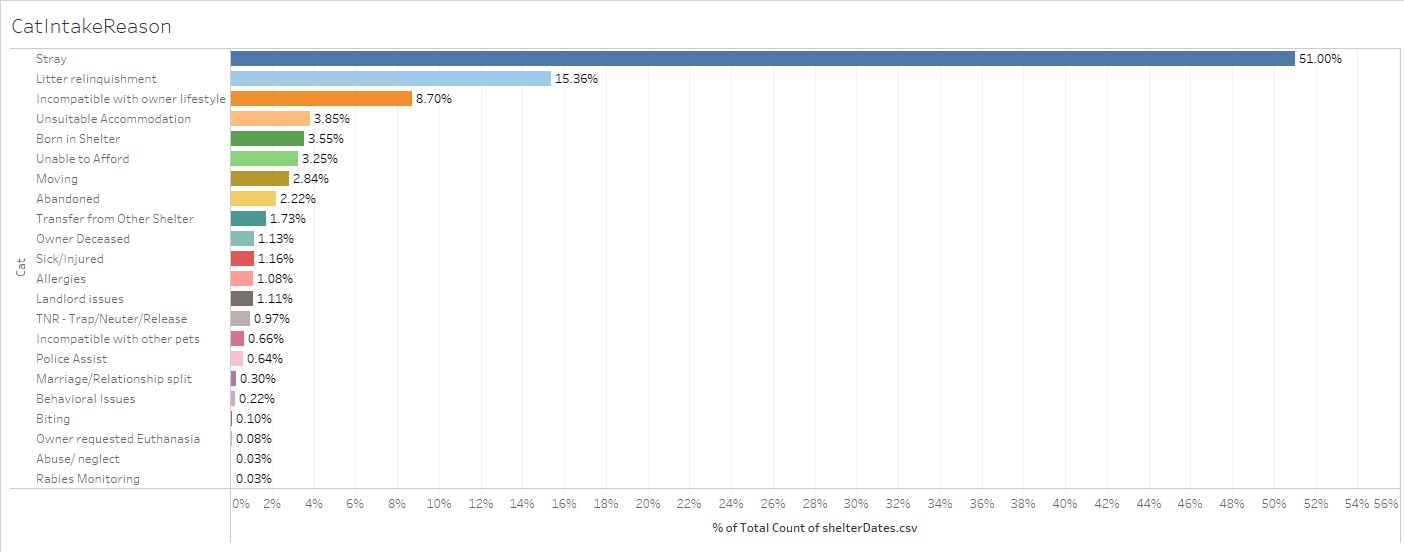 CatIntakeReason
Stray 51.00%
Litter relinquishment 15.36%
Incompatible with owner lifestyle 8.70%
Unsuitable Accommodation 3.85%
Born in Shelter 3.55%
Unable to Afford 3.25%
Moving 2.84%
Abandoned 2.22%
Transfer from Other Shelter 1.73%
Owner Deceased 1.13%
Cat
Sick/Injured 1.16%
Allergies 1.08%
Landlord issues 1.11%
TNR - Trap/Neuter/Release 0.97%
Incompatible with other pets 0.66%
Police Assist 0.64%
Marriage/Relationship split 0.30%
Behavioral Issues 0.22%
Biting 0.10%
Owner requested Euthanasia 0.08%
Abuse/ neglect 0.03%
Rabies Monitoring 0.03%
0% 2% 4% 6% 8% 10% 12% 14% 16% 18% 20% 22% 24% 26% 28% 30% 32% 34% 36% 38% 40% 42% 44% 46% 48% 50% 52% 54% 56%
% of Total Count of shelterDates.csv